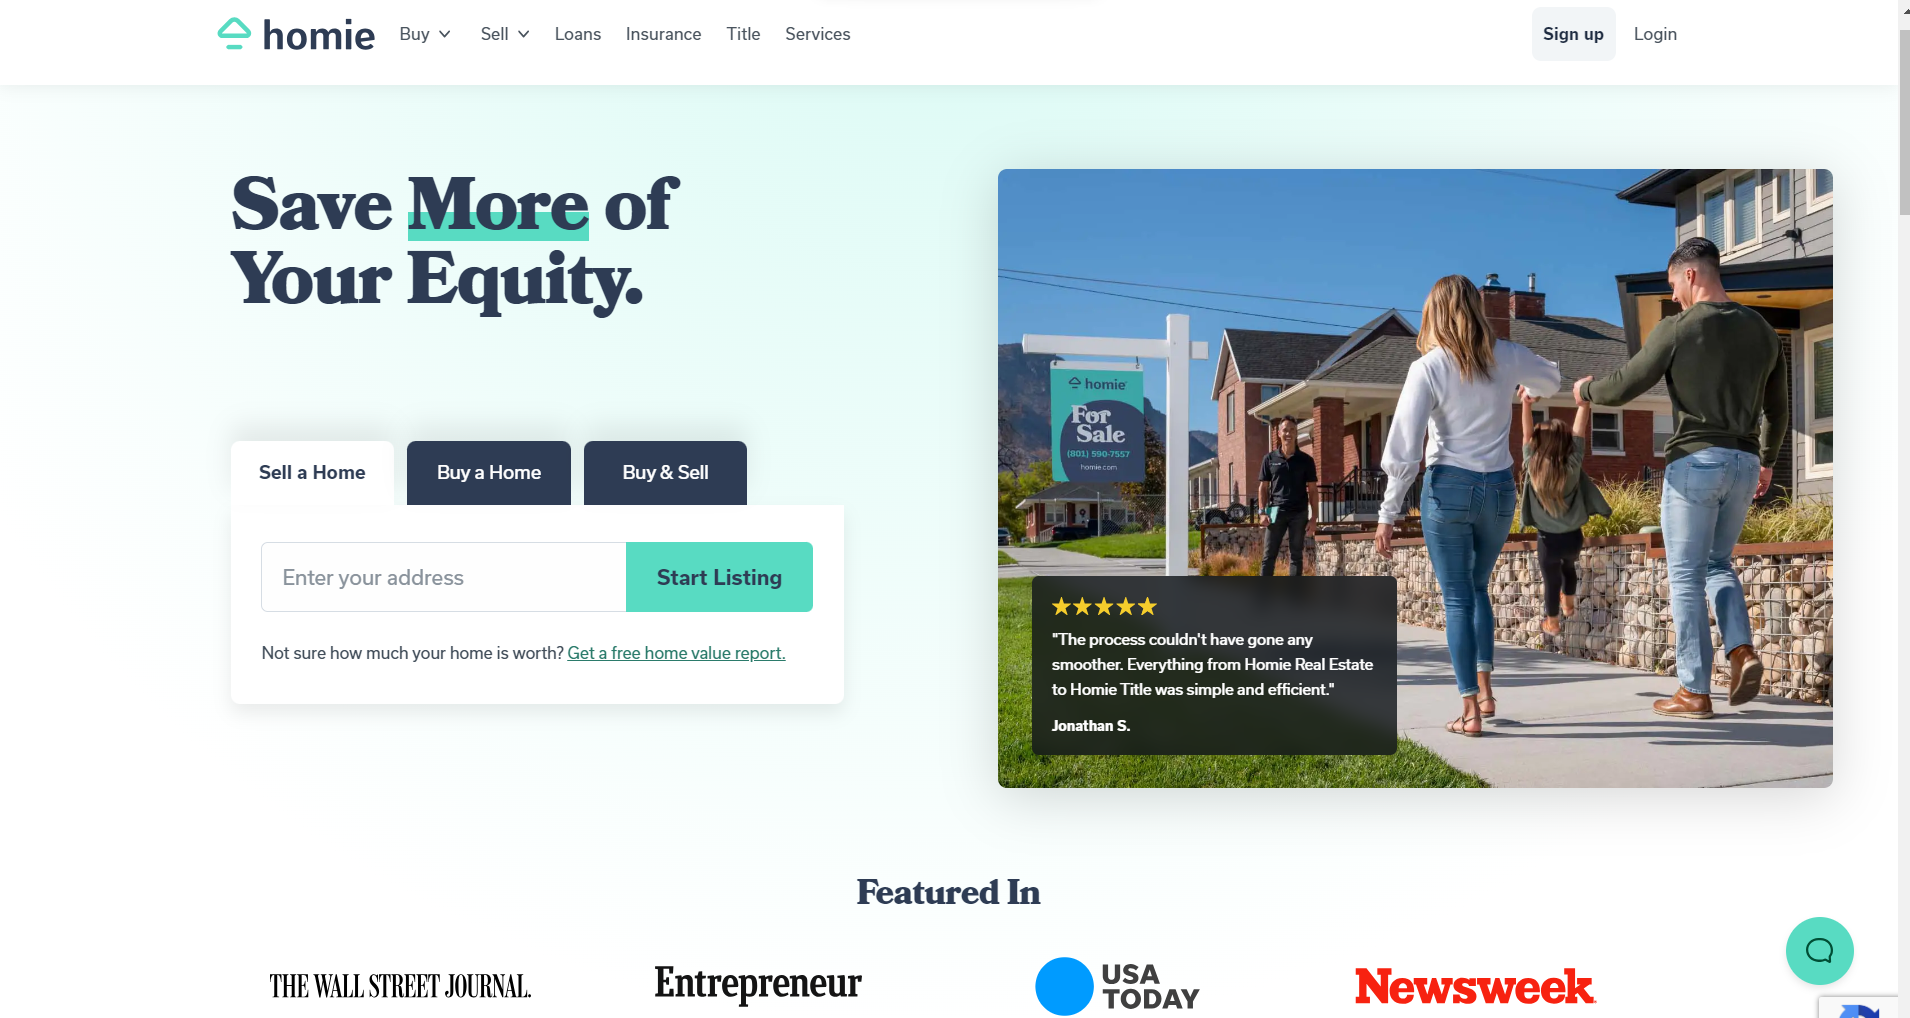 homie
Buy
Sell
Loans
Insurance
Title
Services
Sign up
Login
Save More of
Your Equity.
Sell a Home
Buy a Home
Buy & Sell
Enter your address
Start Listing
Not sure how much your home is worth? Get a free home value report.
homie
For
Sale
(801) 590-7557
homie.com
"The process couldn't have gone any
smoother. Everything from Homie Real Estate
to Homie Title was simple and efficient."
Jonathan S.
Featured In
THE WALL STREET JOURNAL.
Entrepreneur
USA
TODAY
Newsweek